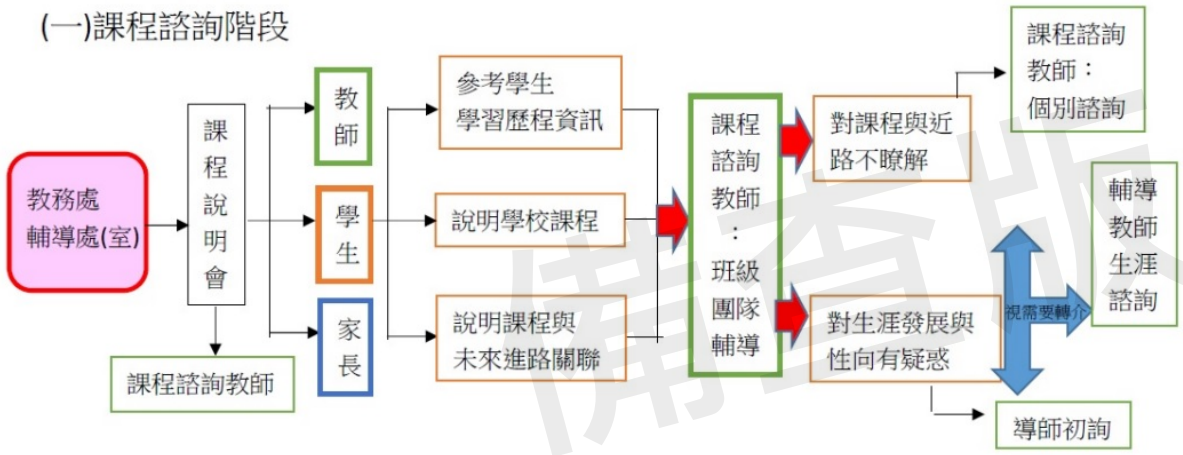 (一)課程諮詢階段
教務處
輔導處(室)
課程說明會
課程諮詢教師
教師
學生
家長
參考學生
學習歷程資訊
說明學校課程
說明課程與
未來進路關聯
課程諮詢教師：班級團隊輔導
對課程與近
路不瞭解
對生涯發展與
性向有疑惑
課程諮詢
教師：
個別諮詢
視需要轉介
輔導教師生涯諮詢
導師初詢
備查版